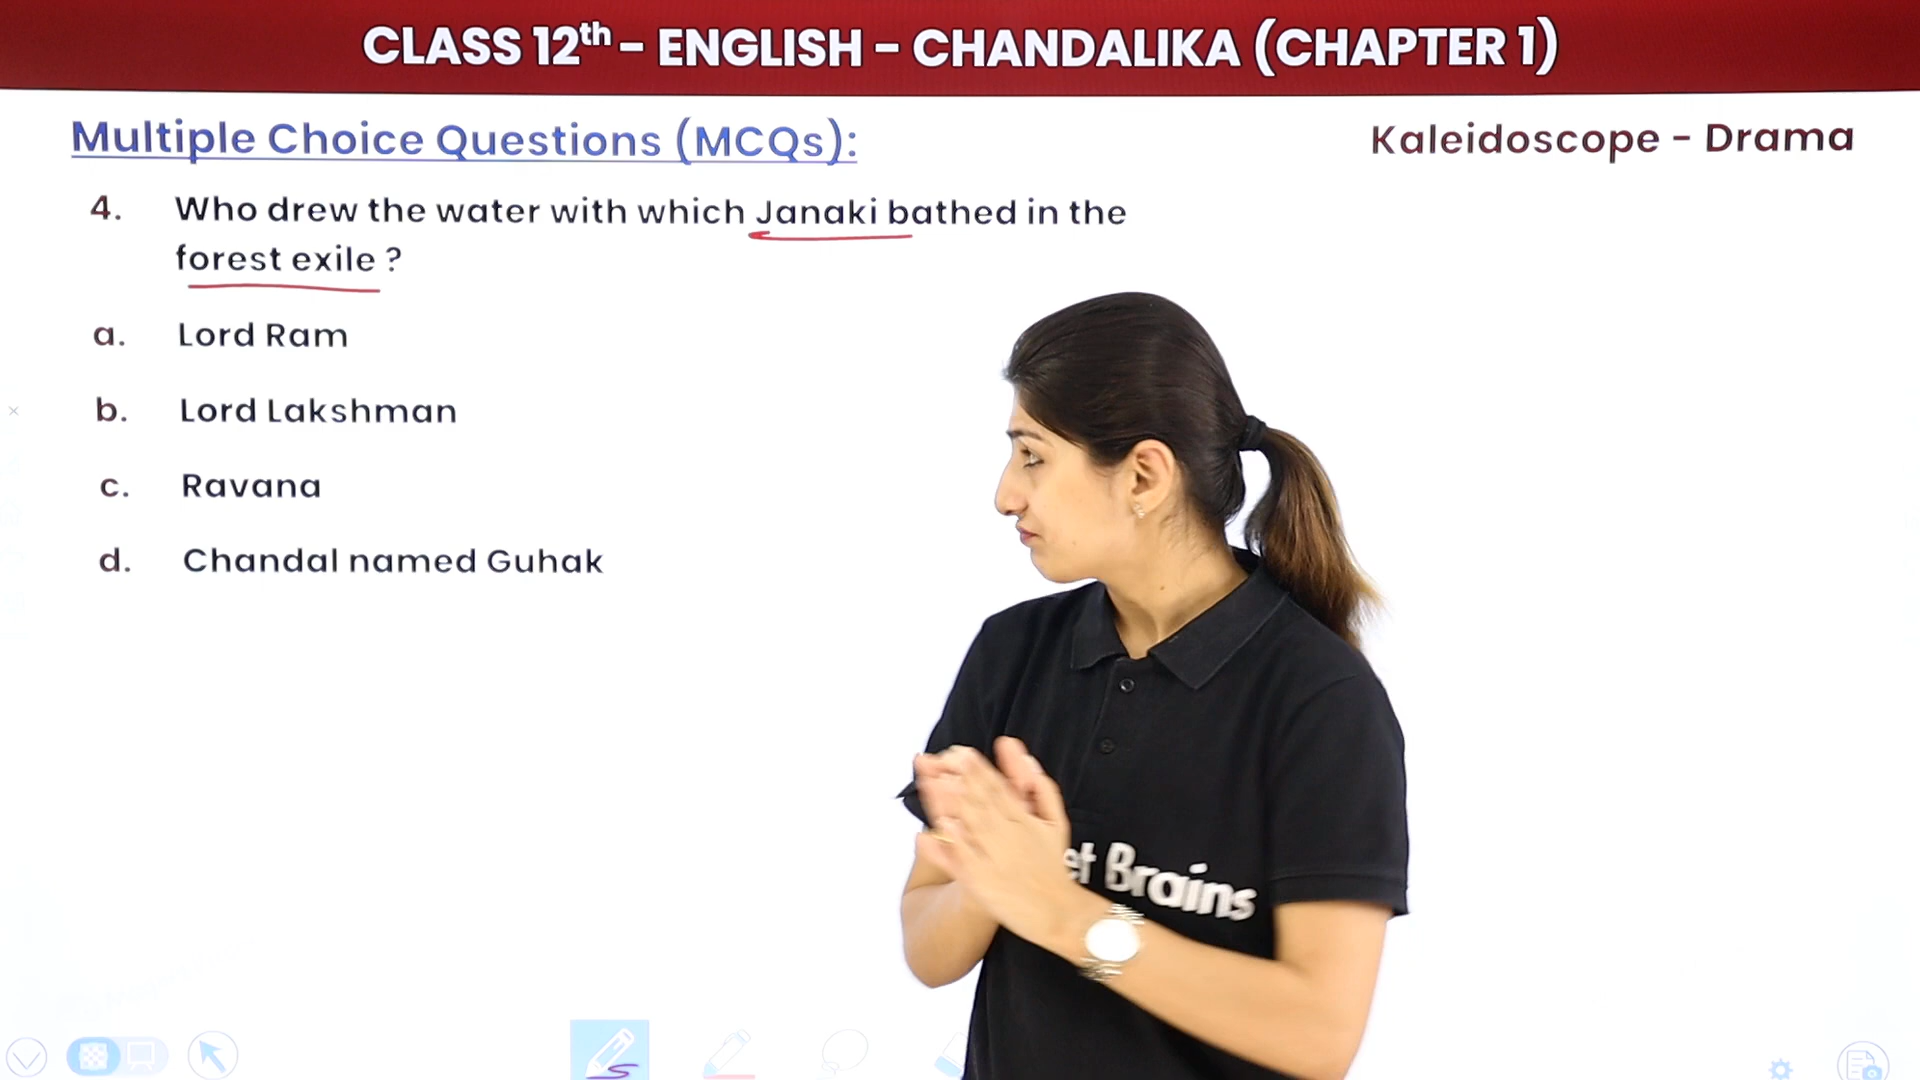 CLASS 12th – ENGLISH – CHANDALIKA (CHAPTER 1)
Multiple Choice Questions (MCQs):
Kaleidoscope – Drama
4. Who drew the water with which Janaki bathed in the
forest exile ?
a. Lord Ram
b. Lord Lakshman
c. Ravana
d. Chandal named Guhak
et Brains